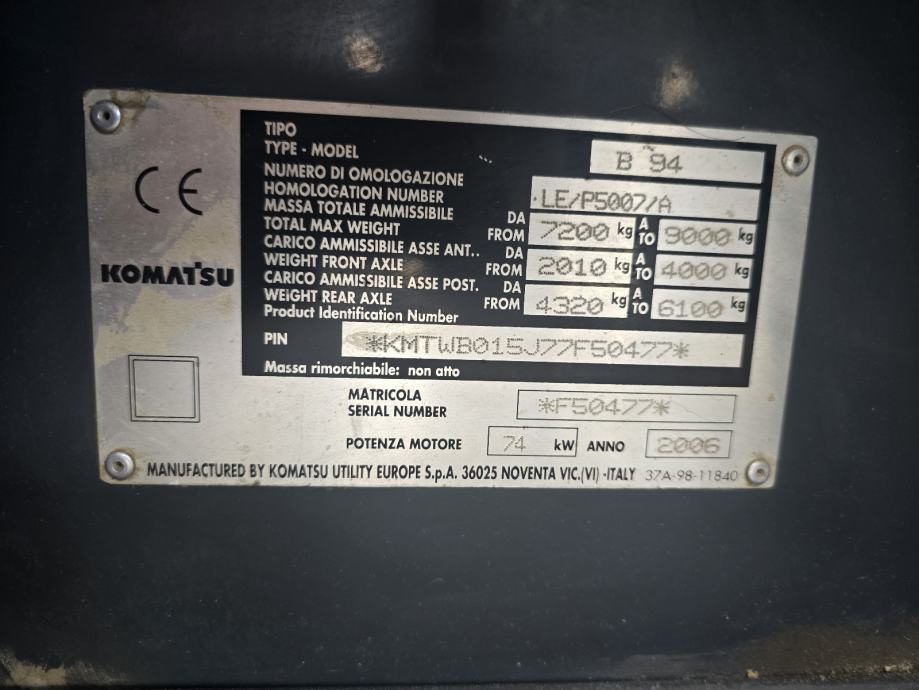 TIPO
TYPE - MODEL B 94
NUMERO DI OMOLOGAZIONE
HOMOLOGATION NUMBER LE/P5007/A
MASSA TOTALE AMMISSIBILE DA A
TOTAL MAX WEIGHT FROM 7200 kg TO 9000 kg
CARICO AMMISSIBILE ASSE ANT.. DA A
WEIGHT FRONT AXLE FROM 2010 kg TO 4000 kg
CARICO AMMISSIBILE ASSE POST. DA A
WEIGHT REAR AXLE FROM 4320 kg TO 6100 kg
Product Identification Number
PIN *KMTWB015J77F50477*
Massa rimorchiabile: non atto
CE
KOMATSU
MATRICOLA
SERIAL NUMBER *F50477*
POTENZA MOTORE 74 kW ANNO 2006
MANUFACTURED BY KOMATSU UTILITY EUROPE S.p.A. 36025 NOVENTA VIC.(VI) -ITALY 37A-98-11840